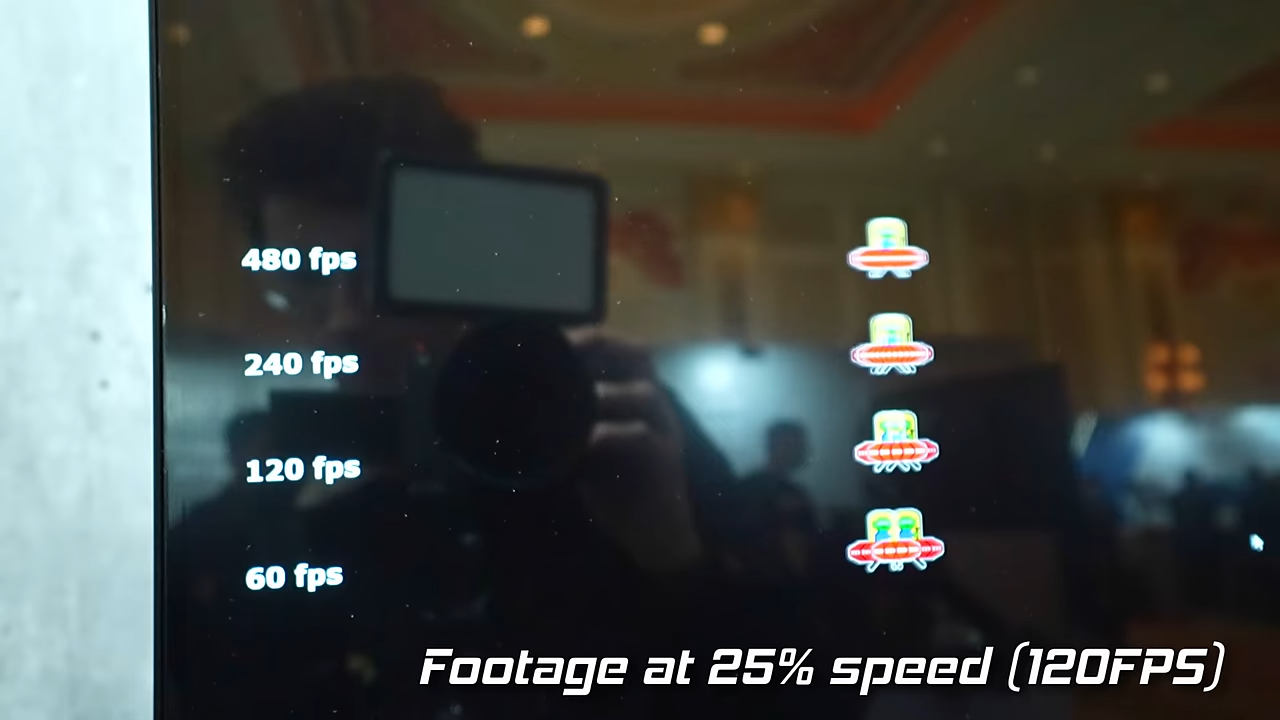 480 fps
240 fps
120 fps
60 fps
Footage at 25% speed (120FPS)